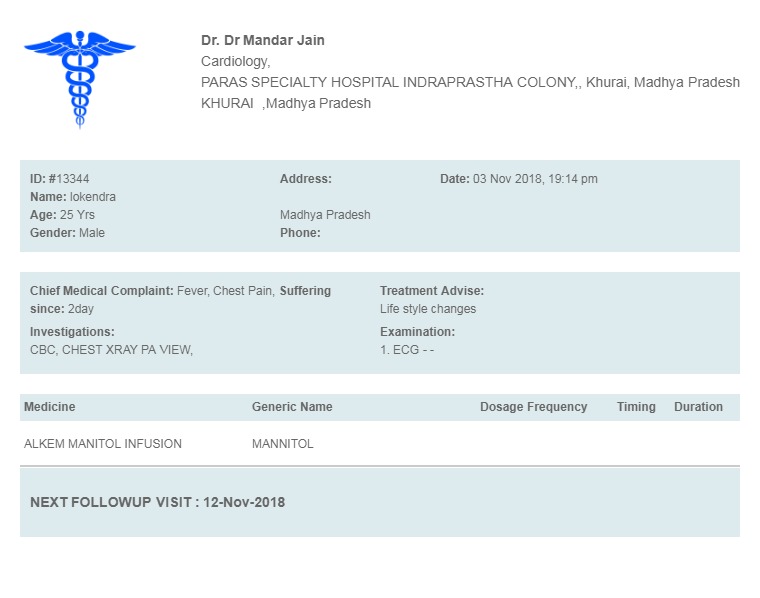 Dr. Dr Mandar Jain
Cardiology,
PARAS SPECIALTY HOSPITAL INDRAPRASTHA COLONY,, Khurai, Madhya Pradesh
KHURAI ,Madhya Pradesh
ID: #13344 Address: Date: 03 Nov 2018, 19:14 pm
Name: lokendra
Age: 25 Yrs Madhya Pradesh
Gender: Male Phone:
Chief Medical Complaint: Fever, Chest Pain, Suffering
since: 2day
Investigations:
CBC, CHEST XRAY PA VIEW,
Treatment Advise:
Life style changes
Examination:
1. ECG - -
Medicine Generic Name Dosage Frequency Timing Duration
ALKEM MANITOL INFUSION MANNITOL
NEXT FOLLOWUP VISIT : 12-Nov-2018